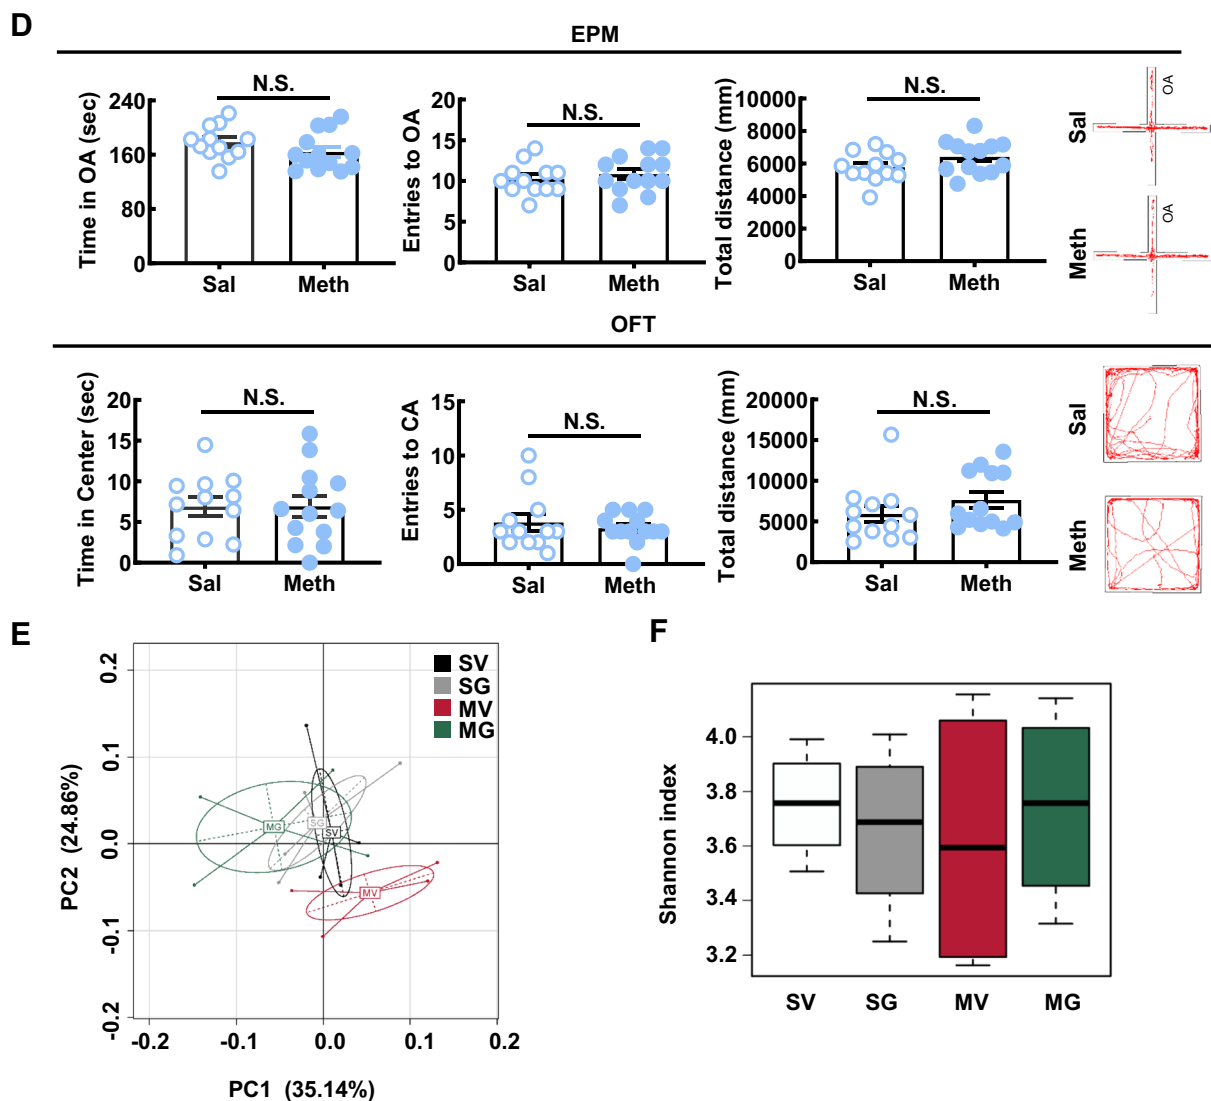 D
EPM
Time in OA (sec)
240
160
80
0
N.S.
Sal Meth
Entries to OA
20
15
10
5
0
N.S.
Sal Meth
Total distance (mm)
10000
8000
6000
4000
2000
0
N.S.
Sal Meth
Sal
OA
Meth
OA
OFT
Time in Center (sec)
20
15
10
5
0
N.S.
Sal Meth
Entries to CA
15
10
5
0
N.S.
Sal Meth
Total distance (mm)
20000
15000
10000
5000
0
N.S.
Sal Meth
Sal
Meth
E
PC2 (24.86%)
0.2
0.1
0.0
-0.1
-0.2
SV
SG
MV
MG
MG
SG
SV
MV
-0.2 -0.1 0.0 0.1 0.2
PC1 (35.14%)
F
Shannon index
4.0
3.8
3.6
3.4
3.2
SV SG MV MG